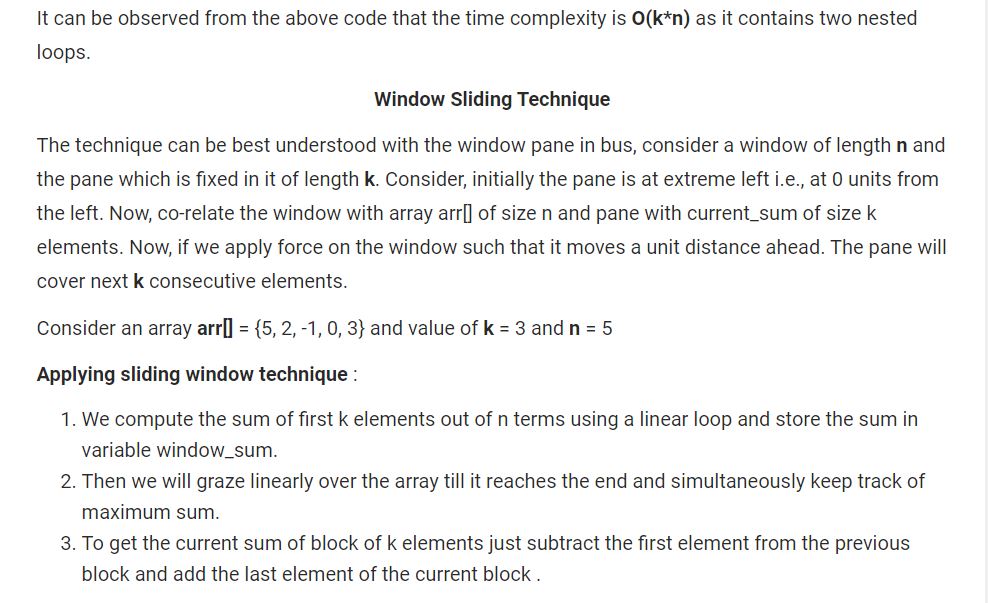 It can be observed from the above code that the time complexity is O(k*n) as it contains two nested
loops.
Window Sliding Technique
The technique can be best understood with the window pane in bus, consider a window of length n and
the pane which is fixed in it of length k. Consider, initially the pane is at extreme left i.e., at 0 units from
the left. Now, co-relate the window with array arr[] of size n and pane with current_sum of size k
elements. Now, if we apply force on the window such that it moves a unit distance ahead. The pane will
cover next k consecutive elements.
Consider an array arr[] = {5, 2, -1, 0, 3} and value of k = 3 and n = 5
Applying sliding window technique :
1. We compute the sum of first k elements out of n terms using a linear loop and store the sum in
variable window_sum.
2. Then we will graze linearly over the array till it reaches the end and simultaneously keep track of
maximum sum.
3. To get the current sum of block of k elements just subtract the first element from the previous
block and add the last element of the current block .